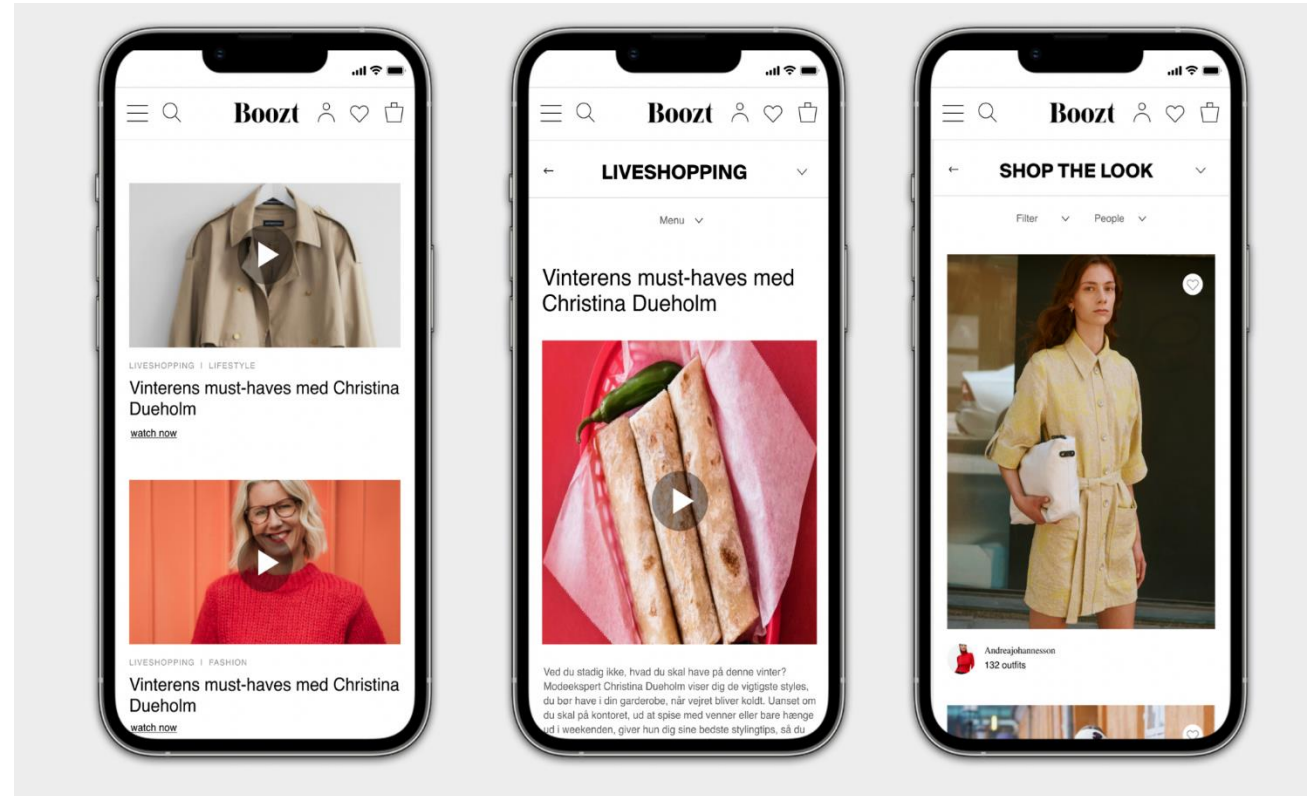 Boozt
LIVESHOPPING | LIFESTYLE
Vinterens must-haves med Christina
Dueholm
watch now
LIVESHOPPING | FASHION
Vinterens must-haves med Christina
Dueholm
watch now
Boozt
LIVESHOPPING
Menu
Vinterens must-haves med
Christina Dueholm
Ved du stadig ikke, hvad du skal have på denne vinter?
Modeekspert Christina Dueholm viser dig de vigtigste styles,
du bør have i din garderobe, når vejret bliver koldt. Uanset om
du skal på kontoret, ud at spise med venner eller bare hænge
ud i weekenden, giver hun dig sine bedste stylingtips, så du
Boozt
SHOP THE LOOK
Filter People
Andreajohannesson
132 outfits